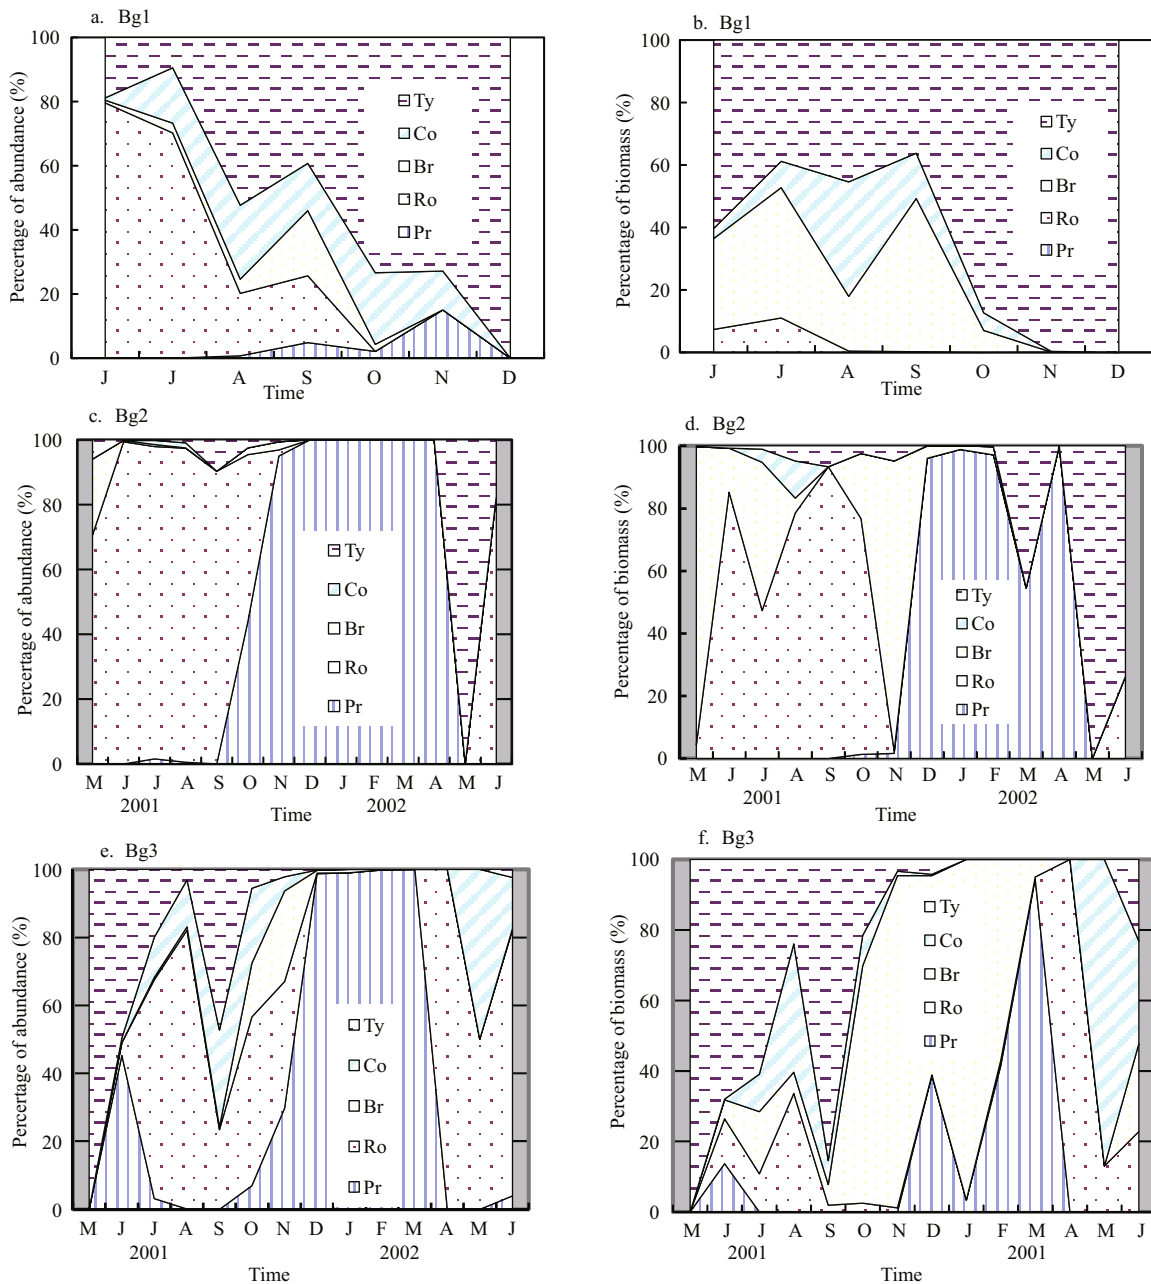 a. Bg1
Percertage of abundance (%)
100
80
60
40
20
0
Ty
Co
Br
Ro
Pr
J J A S O N D
Time
b. Bg1
Percentage of biomass (%)
100
80
60
40
20
0
Ty
Co
Br
Ro
Pr
J J A S O N D
Time
c. Bg2
Percertage of abundance (%)
100
80
60
40
20
0
Ty
Co
Br
Ro
Pr
M J J A S O N D J F M A M J
2001 2002
Time
d. Bg2
Percentage of biomass (%)
100
80
60
40
20
0
Ty
Co
Br
Ro
Pr
M J J A S O N D J F M A M J
2001 2002
Time
e. Bg3
Percertage of abundance (%)
100
80
60
40
20
0
Ty
Co
Br
Ro
Pr
M J J A S O N D J F M A M J
2001 2002
Time
f. Bg3
Percentage of biomass (%)
100
80
60
40
20
0
Ty
Co
Br
Ro
Pr
M J J A S O N D J F M A M J
2001 2001
Time